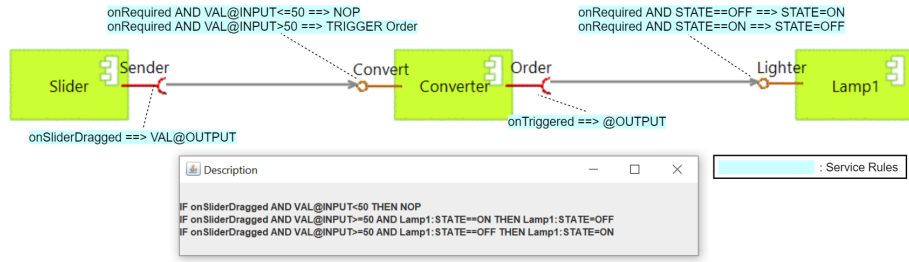 onRequired AND VAL@INPUT<=50 ==> NOP
onRequired AND VAL@INPUT>50 ==> TRIGGER Order
onRequired AND STATE==OFF ==> STATE=ON
onRequired AND STATE==ON ==> STATE=OFF
Slider
Sender
Convert
Converter
Order
Lighter
Lamp1
onSliderDragged ==> VAL@OUTPUT
onTriggered ==> @OUTPUT
Description
: Service Rules
IF onSliderDragged AND VAL@INPUT<50 THEN NOP
IF onSliderDragged AND VAL@INPUT>=50 AND Lamp1:STATE==ON THEN Lamp1:STATE=OFF
IF onSliderDragged AND VAL@INPUT>=50 AND Lamp1:STATE==OFF THEN Lamp1:STATE=ON